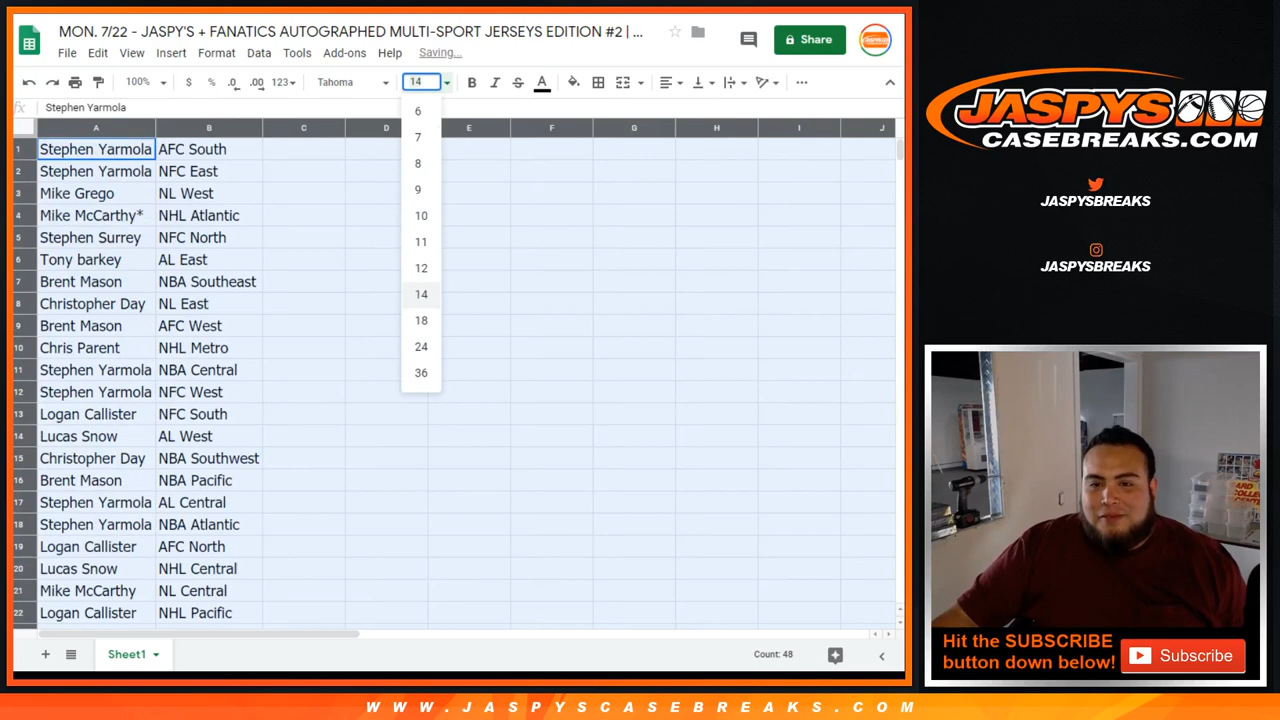 MON. 7/22 - JASPY'S + FANATICS AUTOGRAPHED MULTI-SPORT JERSEYS EDITION #2 | ...
File Edit View Insert Format Data Tools Add-ons Help Saving...
Share
100% $ % .0 .00 123 Tahoma 14 B I S A
fx Stephen Yarmola
A B C D E F G H I J
1 Stephen Yarmola AFC South
2 Stephen Yarmola NFC East
3 Mike Grego NL West
4 Mike McCarthy* NHL Atlantic
5 Stephen Surrey NFC North
6 Tony barkey AL East
7 Brent Mason NBA Southeast
8 Christopher Day NL East
9 Brent Mason AFC West
10 Chris Parent NHL Metro
11 Stephen Yarmola NBA Central
12 Stephen Yarmola NFC West
13 Logan Callister NFC South
14 Lucas Snow AL West
15 Christopher Day NBA Southwest
16 Brent Mason NBA Pacific
17 Stephen Yarmola AL Central
18 Stephen Yarmola NBA Atlantic
19 Logan Callister AFC North
20 Lucas Snow NHL Central
21 Mike McCarthy NL Central
22 Logan Callister NHL Pacific
6
7
8
9
10
11
12
14
18
24
36
Sheet1
Count: 48
JASPYS
CASEBREAKS.COM
JASPYSBREAKS
JASPYSBREAKS
Hit the SUBSCRIBE
button down below!
Subscribe
WWW.JASPYSCASEBREAKS.COM